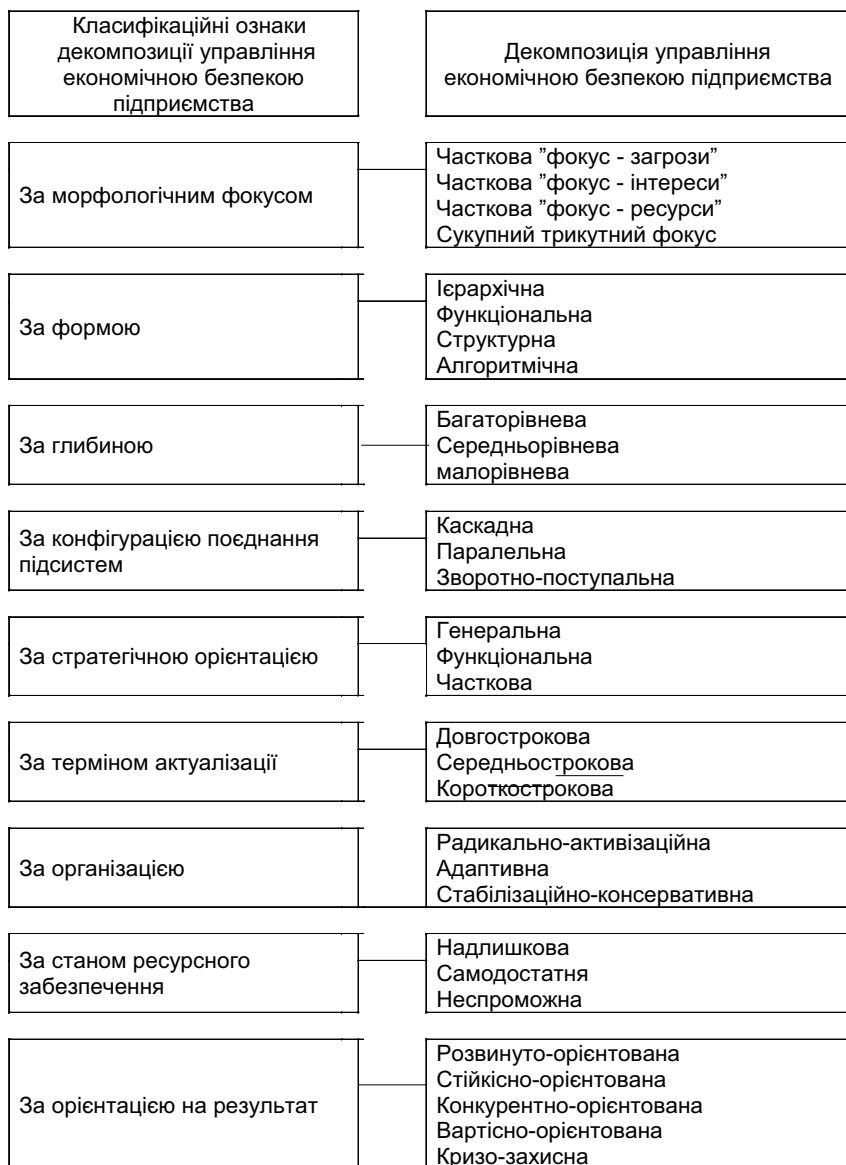 Класифікаційні ознаки
декомпозиції управління
економічною безпекою
підприємства
Декомпозиція управління
економічною безпекою підприємства
За морфологічним фокусом
Часткова ”фокус - загрози”
Часткова “фокус - інтереси”
Часткова “фокус - ресурси”
Сукупний трикутний фокус
За формою
Ієрархічна
Функціональна
Структурна
Алгоритмічна
За глибиною
Багаторівнева
Середньорівнева
малорівнева
За конфігурацією поєднання
підсистем
Каскадна
Паралельна
Зворотно-поступальна
За стратегічною орієнтацією
Генеральна
Функціональна
Часткова
За терміном актуалізації
Довгострокова
Середньострокова
Короткострокова
За організацією
Радикально-активізаційна
Адаптивна
Стабілізаційно-консервативна
За станом ресурсного
забезпечення
Надлишкова
Самодостатня
Неспроможна
За орієнтацією на результат
Розвинуто-орієнтована
Стійкісно-орієнтована
Конкурентно-орієнтована
Вартісно-орієнтована
Кризо-захисна